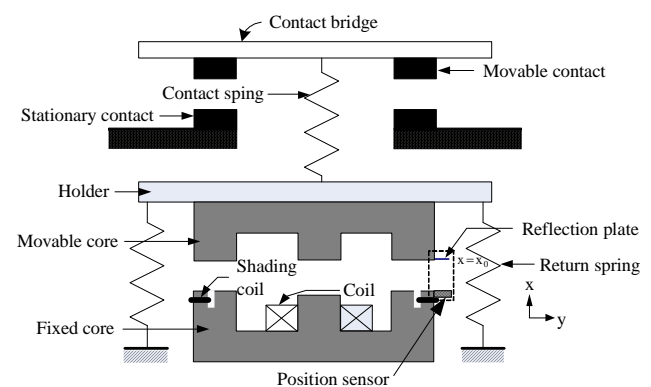 Contact bridge
Movable contact
Contact sping
Stationary contact
Holder
Movable core
Reflection plate
x=x₀
Shading
coil
Coil
Return spring
x
y
Fixed core
Position sensor